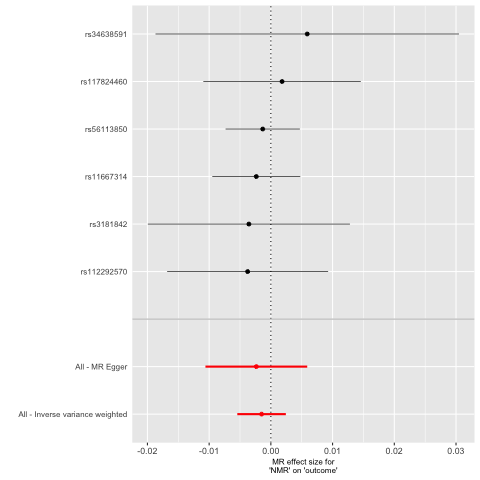 rs34638591
rs117824460
rs56113850
rs11667314
rs3181842
rs112292570
All - MR Egger
All - Inverse variance weighted
-0.02 -0.01 0.00 0.01 0.02 0.03
MR effect size for
'NMR' on 'outcome'